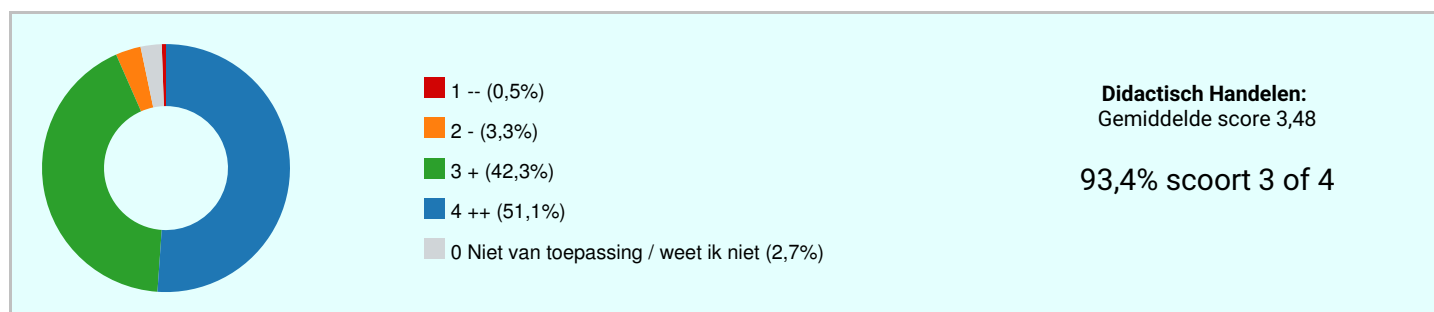 1 -- (0,5%)
2 - (3,3%)
3 + (42,3%)
4 ++ (51,1%)
0 Niet van toepassing / weet ik niet (2,7%)
Didactisch Handelen:
Gemiddelde score 3,48
93,4% scoort 3 of 4